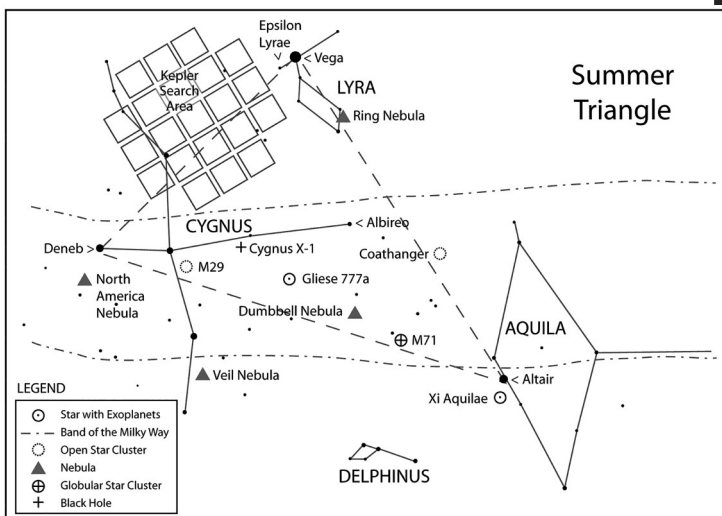 Summer
Triangle
Epsilon
Lyrae
< Vega
Kepler
Search
Area
LYRA
Ring Nebula
CYGNUS
< Albireo
Deneb >
Cygnus X-1
Coathanger
M29
North
America
Nebula
Gliese 777a
Dumbbell Nebula
M71
AQUILA
Veil Nebula
< Altair
Xi Aquilae
DELPHINUS
LEGEND
Star with Exoplanets
Band of the Milky Way
Open Star Cluster
Nebula
Globular Star Cluster
Black Hole